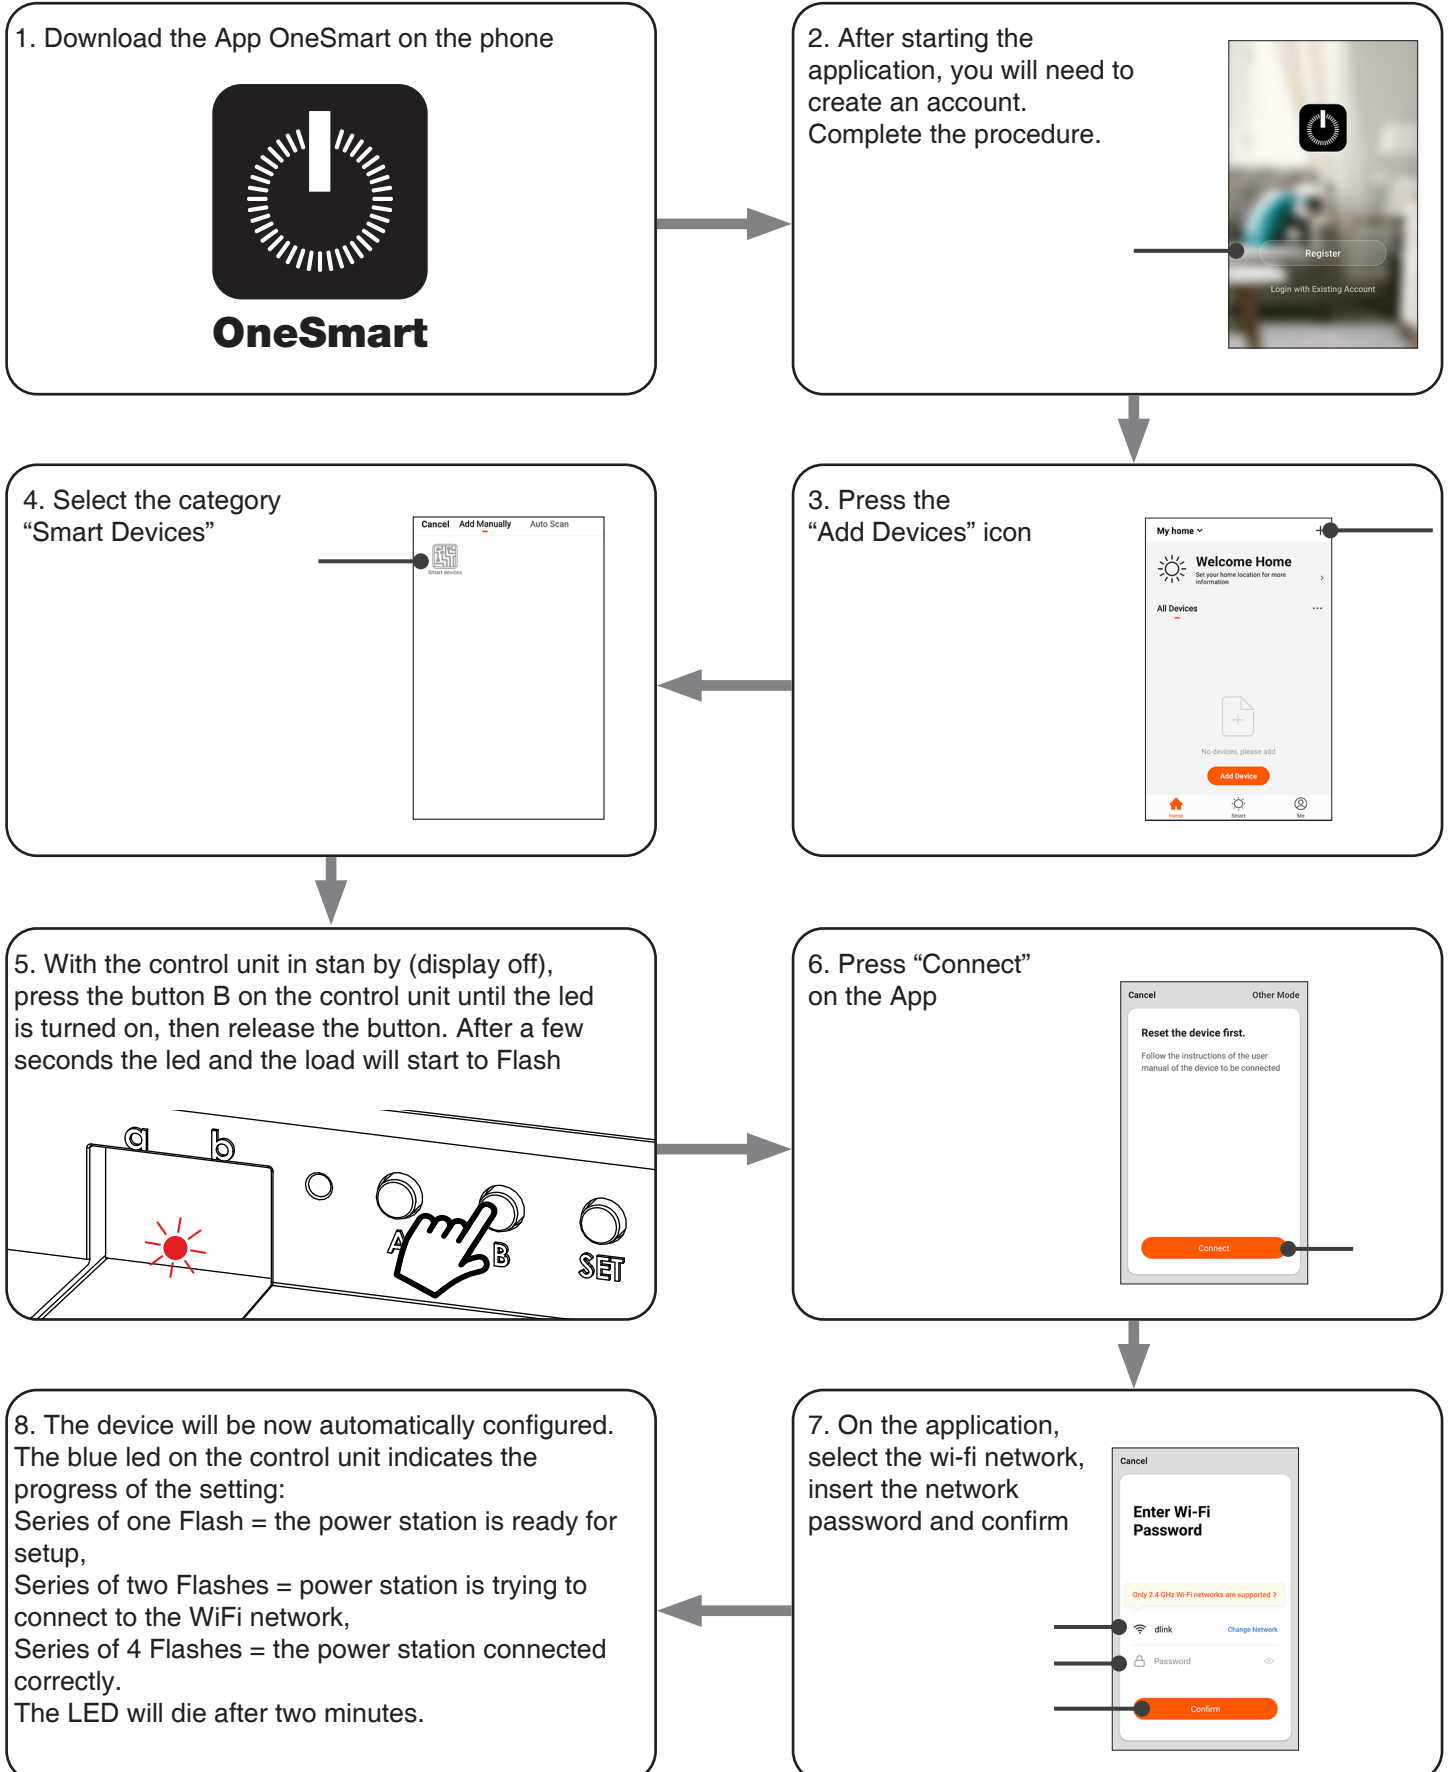 1. Download the App OneSmart on the phone
OneSmart
2. After starting the
application, you will need to
create an account.
Complete the procedure.
Register
Login with Existing Account
3. Press the
“Add Devices” icon
My home
Welcome Home
Set your home location for more
information
All Devices
No devices, please add
Add Device
Home
Smart
Me
4. Select the category
“Smart Devices”
Cancel Add Manually Auto Scan
Smart devices
5. With the control unit in stan by (display off),
press the button B on the control unit until the led
is turned on, then release the button. After a few
seconds the led and the load will start to Flash
a b
A
B
SET
6. Press “Connect”
on the App
Cancel Other Mode
Reset the device first.
Follow the instructions of the user
manual of the device to be connected
Connect
7. On the application,
select the wi-fi network,
insert the network
password and confirm
Cancel
Enter Wi-Fi
Password
Only 2.4 GHz Wi-Fi networks are supported >
dlink Change Network
Password
Confirm
8. The device will be now automatically configured.
The blue led on the control unit indicates the
progress of the setting:
Series of one Flash = the power station is ready for
setup,
Series of two Flashes = power station is trying to
connect to the WiFi network,
Series of 4 Flashes = the power station connected
correctly.
The LED will die after two minutes.